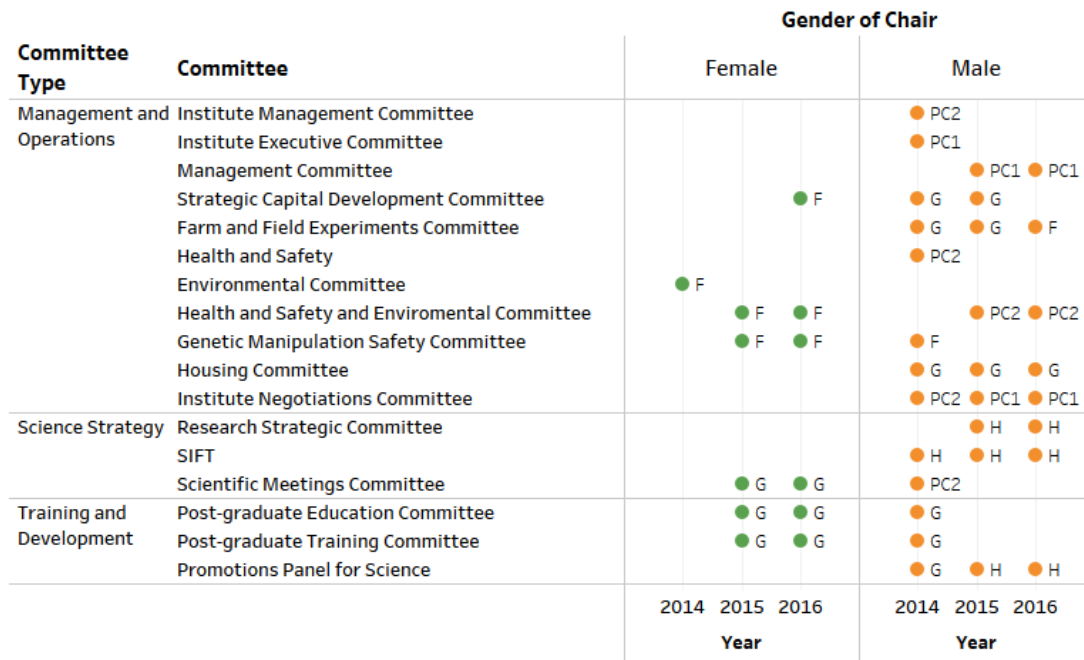 Gender of Chair
Committee Type Committee Female Male
Management and Operations Institute Management Committee PC2
Institute Executive Committee PC1
Management Committee PC1 PC1
Strategic Capital Development Committee F G G
Farm and Field Experiments Committee G G F
Health and Safety PC2
Environmental Committee F
Health and Safety and Enviromental Committee F F PC2 PC2
Genetic Manipulation Safety Committee F F F
Housing Committee G G G
Institute Negotiations Committee PC2 PC1 PC1
Science Strategy Research Strategic Committee H H
SIFT H H H
Scientific Meetings Committee G G PC2
Training and Development Post-graduate Education Committee G G G
Post-graduate Training Committee G G G
Promotions Panel for Science G H H
2014 2015 2016 2014 2015 2016
Year Year